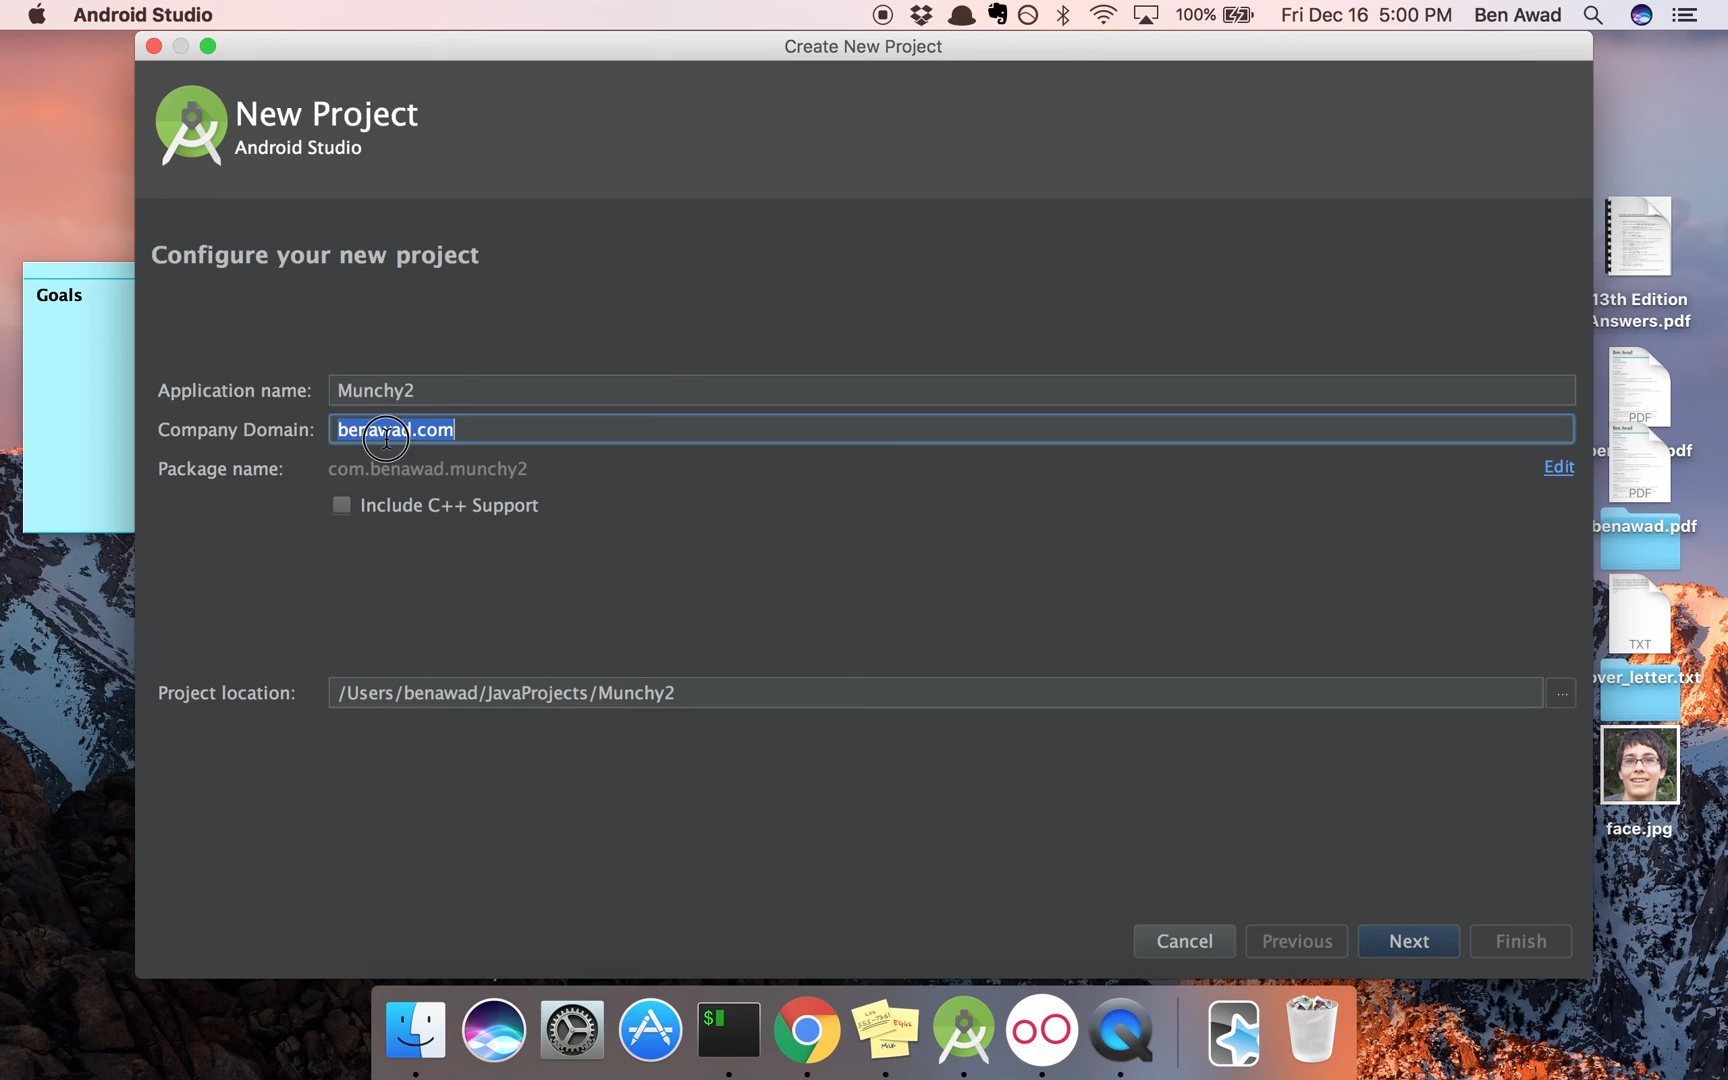 Android Studio
100%
Fri Dec 16 5:00 PM
Ben Awad
Create New Project
New Project
Android Studio
Configure your new project
Goals
Application name: Munchy2
Company Domain: benawad.com
Package name: com.benawad.munchy2
Edit
Include C++ Support
Project location: /Users/benawad/JavaProjects/Munchy2
...
Cancel
Previous
Next
Finish
13th Edition
Answers.pdf
PDF
PDF
benawad.pdf
TXT
face.jpg